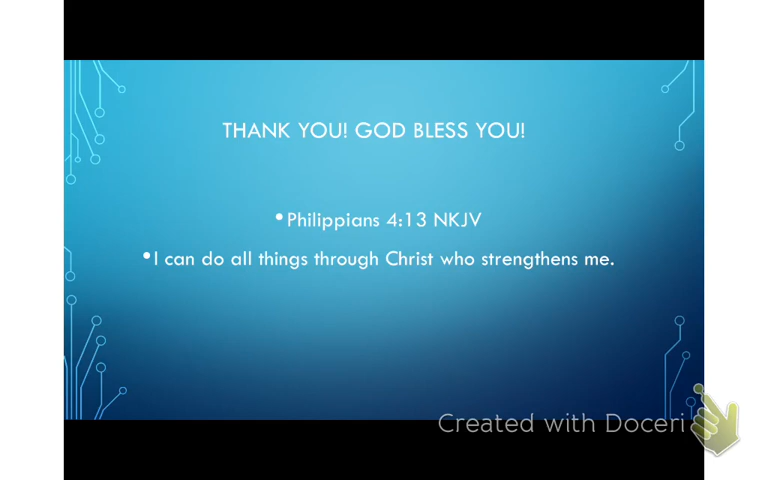 THANK YOU! GOD BLESS YOU!
•Philippians 4:13 NKJV
•I can do all things through Christ who strengthens me.
Created with Doceri